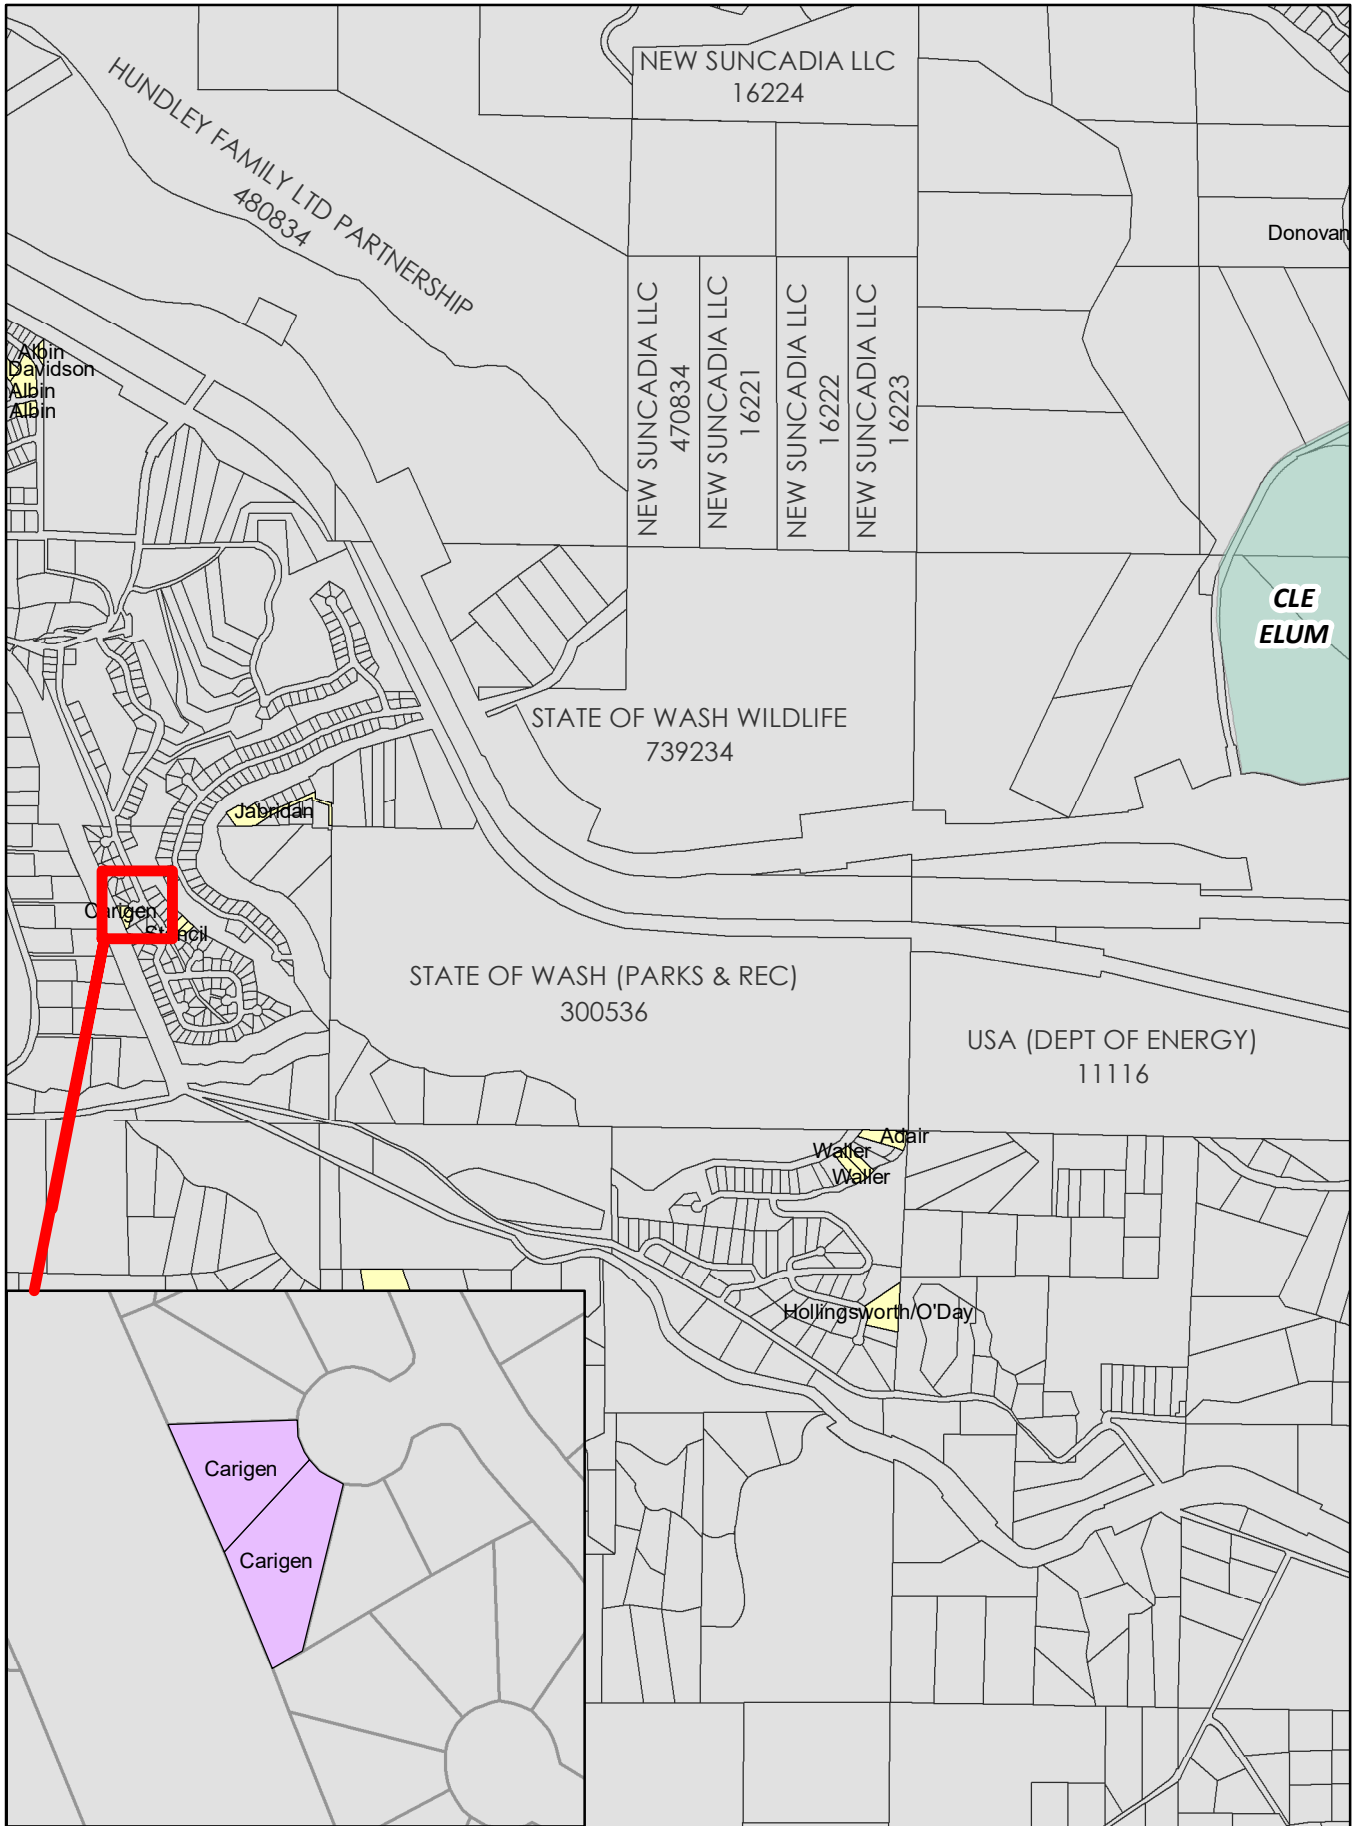 NEW SUNCADIA LLC
16224
HUNDLEY FAMILY LTD PARTNERSHIP
480834
Donovan
NEW SUNCADIA LLC
470834
NEW SUNCADIA LLC
16221
NEW SUNCADIA LLC
16222
NEW SUNCADIA LLC
16223
Albin
Davidson
Albin
Albin
CLE
ELUM
STATE OF WASH WILDLIFE
739234
Jabridan
Carigen
Stancil
STATE OF WASH (PARKS & REC)
300536
USA (DEPT OF ENERGY)
11116
Adair
Waller
Waller
Hollingsworth/O'Day
Carigen
Carigen